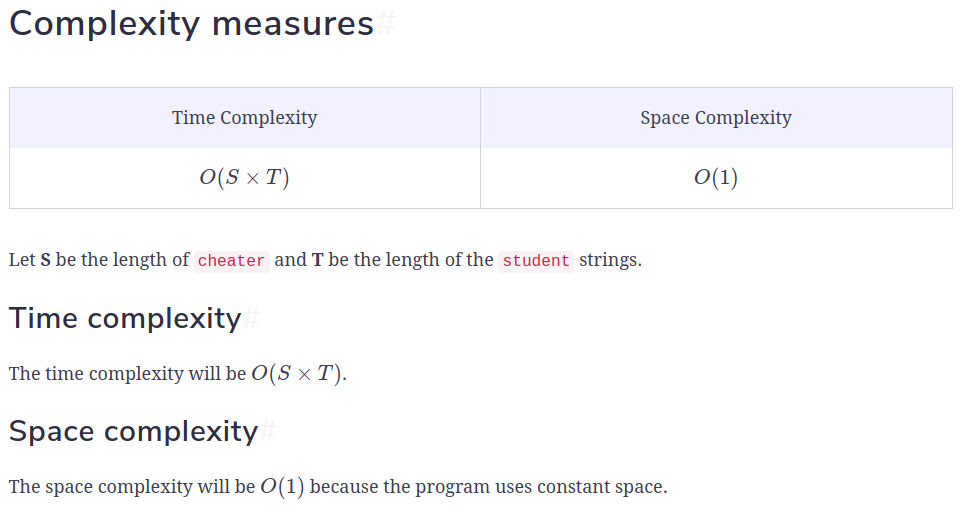 Complexity measures#
Time Complexity Space Complexity
O(S × T) O(1)
Let S be the length of cheater and T be the length of the student strings.
Time complexity#
The time complexity will be O(S × T).
Space complexity#
The space complexity will be O(1) because the program uses constant space.